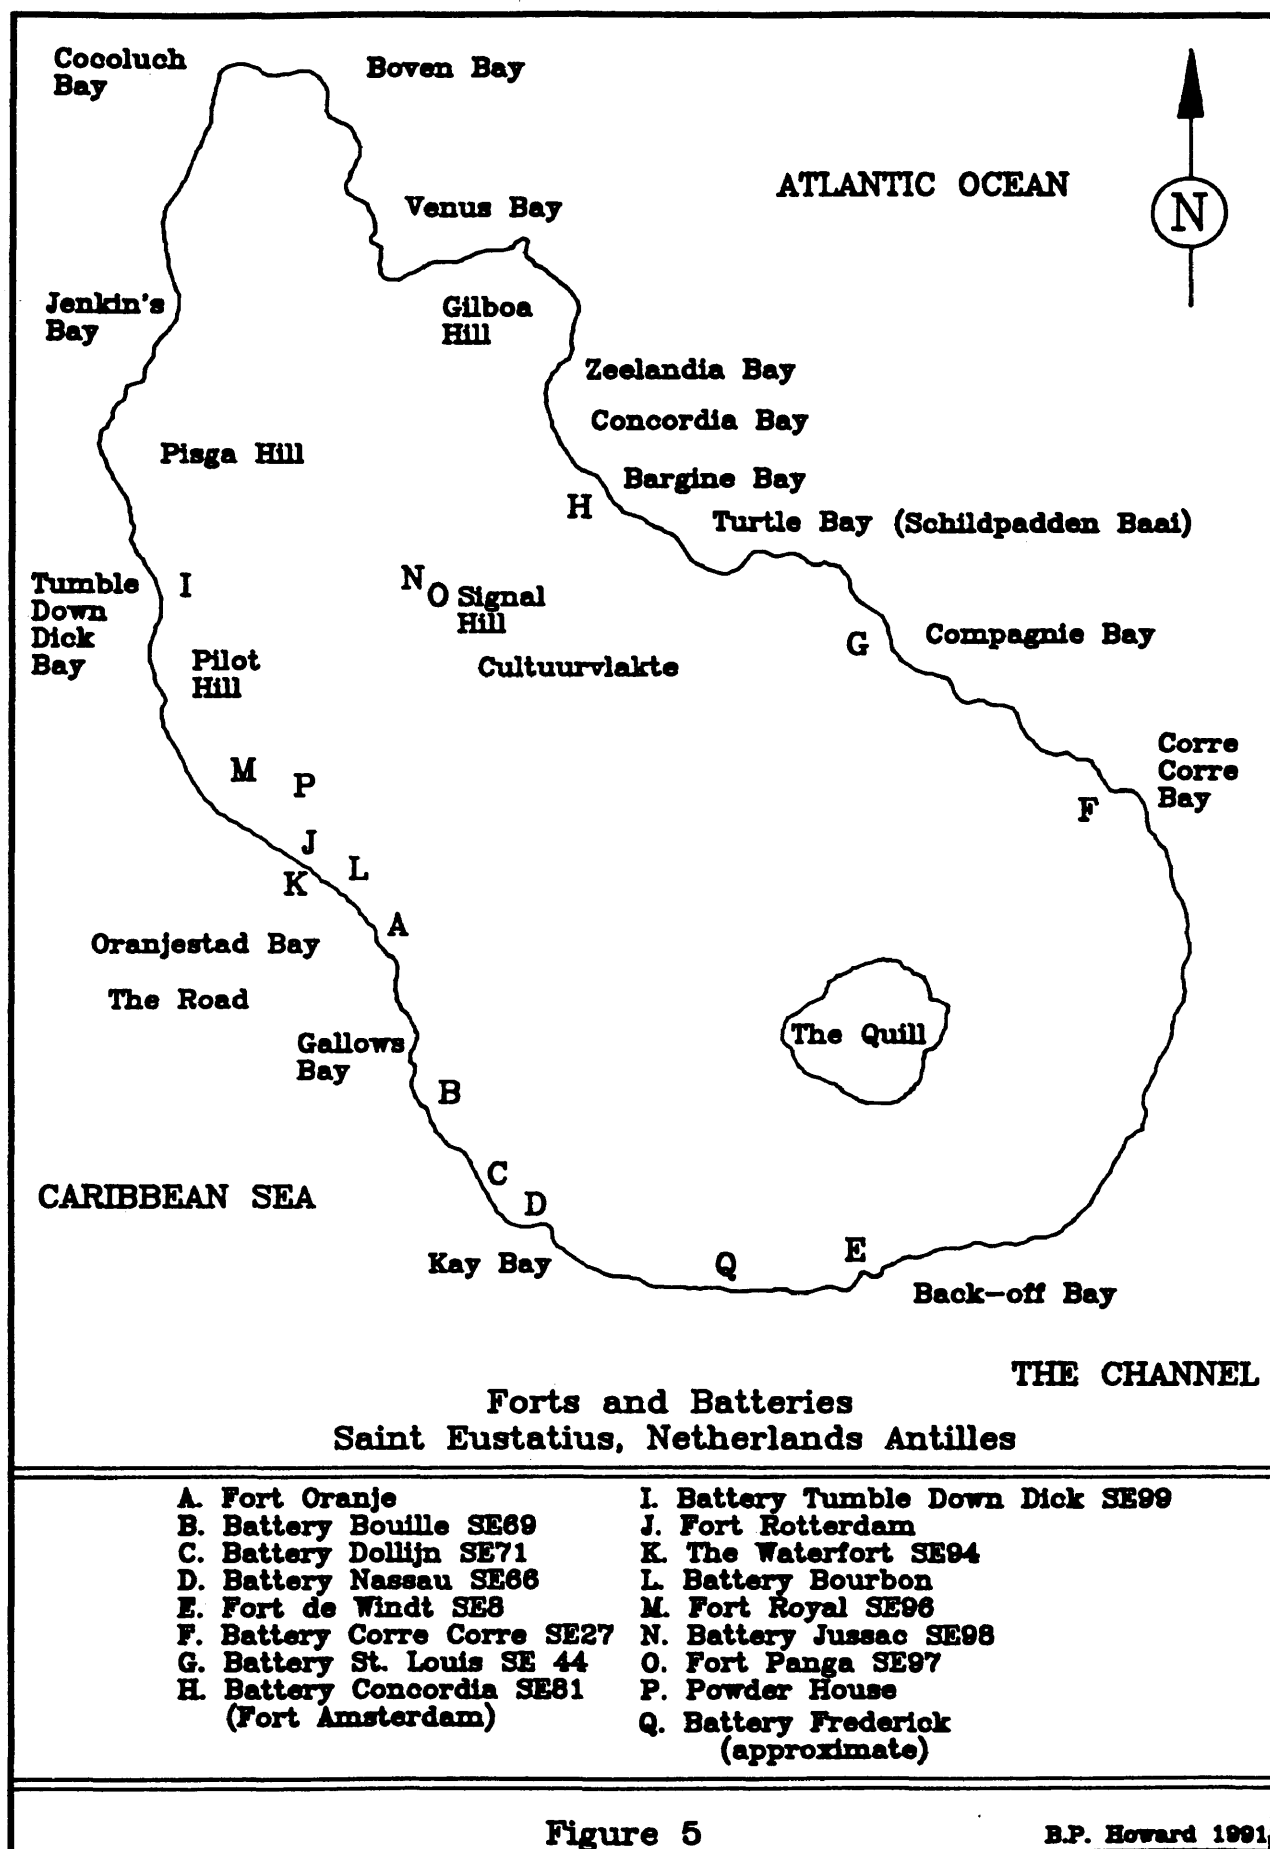 Cocoluch
Bay
Boven Bay
ATLANTIC OCEAN
N
Venus Bay
Jenkin's
Bay
Gilboa
Hill
Zeelandia Bay
Concordia Bay
Pisga Hill
Bargine Bay
H
Turtle Bay (Schildpadden Baai)
Tumble
Down
Dick
Bay
I
N
O
Signal
Hill
G
Compagnie Bay
Pilot
Hill
Cultuurvlakte
Corre
Corre
Bay
M
P
F
J
L
K
A
Oranjestad Bay
The Road
Gallows
Bay
The Quill
B
C
D
CARIBBEAN SEA
Kay Bay
Q
E
Back-off Bay
THE CHANNEL
Forts and Batteries
Saint Eustatius, Netherlands Antilles
A. Fort Oranje
B. Battery Bouille SE69
C. Battery Dollijn SE71
D. Battery Nassau SE66
E. Fort de Windt SE8
F. Battery Corre Corre SE27
G. Battery St. Louis SE 44
H. Battery Concordia SE81
(Fort Amsterdam)
I. Battery Tumble Down Dick SE99
J. Fort Rotterdam
K. The Waterfort SE94
L. Battery Bourbon
M. Fort Royal SE96
N. Battery Jussac SE98
O. Fort Panga SE97
P. Powder House
Q. Battery Frederick
(approximate)
Figure 5
B.P. Howard 1991